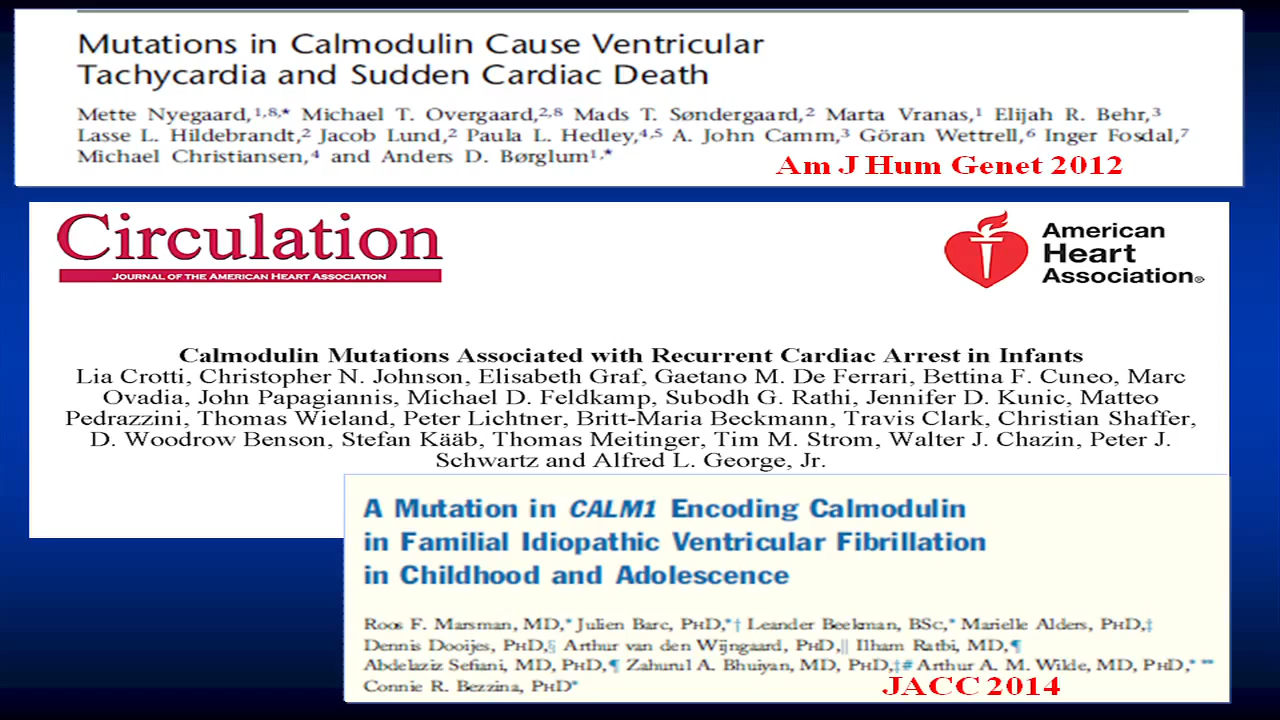 Mutations in Calmodulin Cause Ventricular
Tachycardia and Sudden Cardiac Death
Mette Nyegaard,1,8,* Michael T. Overgaard,2,8 Mads T. Søndergaard,2 Marta Vranas,1 Elijah R. Behr,3
Lasse L. Hildebrandt,2 Jacob Lund,2 Paula L. Hedley,4,5 A. John Camm,3 Göran Wettrell,6 Inger Fosdal,7
Michael Christiansen,4 and Anders D. Børglum1,*
Am J Hum Genet 2012
Circulation
JOURNAL OF THE AMERICAN HEART ASSOCIATION
American
Heart
Association®
Calmodulin Mutations Associated with Recurrent Cardiac Arrest in Infants
Lia Crotti, Christopher N. Johnson, Elisabeth Graf, Gaetano M. De Ferrari, Bettina F. Cuneo, Marc
Ovadia, John Papagiannis, Michael D. Feldkamp, Subodh G. Rathi, Jennifer D. Kunic, Matteo
Pedrazzini, Thomas Wieland, Peter Lichtner, Britt-Maria Beckmann, Travis Clark, Christian Shaffer,
D. Woodrow Benson, Stefan Kääb, Thomas Meitinger, Tim M. Strom, Walter J. Chazin, Peter J.
Schwartz and Alfred L. George, Jr.
A Mutation in CALM1 Encoding Calmodulin
in Familial Idiopathic Ventricular Fibrillation
in Childhood and Adolescence
Roos F. Marsman, MD,* Julien Barc, PHD,*† Leander Beekman, BSC,* Marielle Alders, PHD,‡
Dennis Dooijes, PHD,§ Arthur van den Wijngaard, PHD,|| Ilham Ratbi, MD,¶
Abdelaziz Sefiani, MD, PHD,¶ Zahurul A. Bhuiyan, MD, PHD,‡# Arthur A. M. Wilde, MD, PHD,* **
Connie R. Bezzina, PHD*
JACC 2014